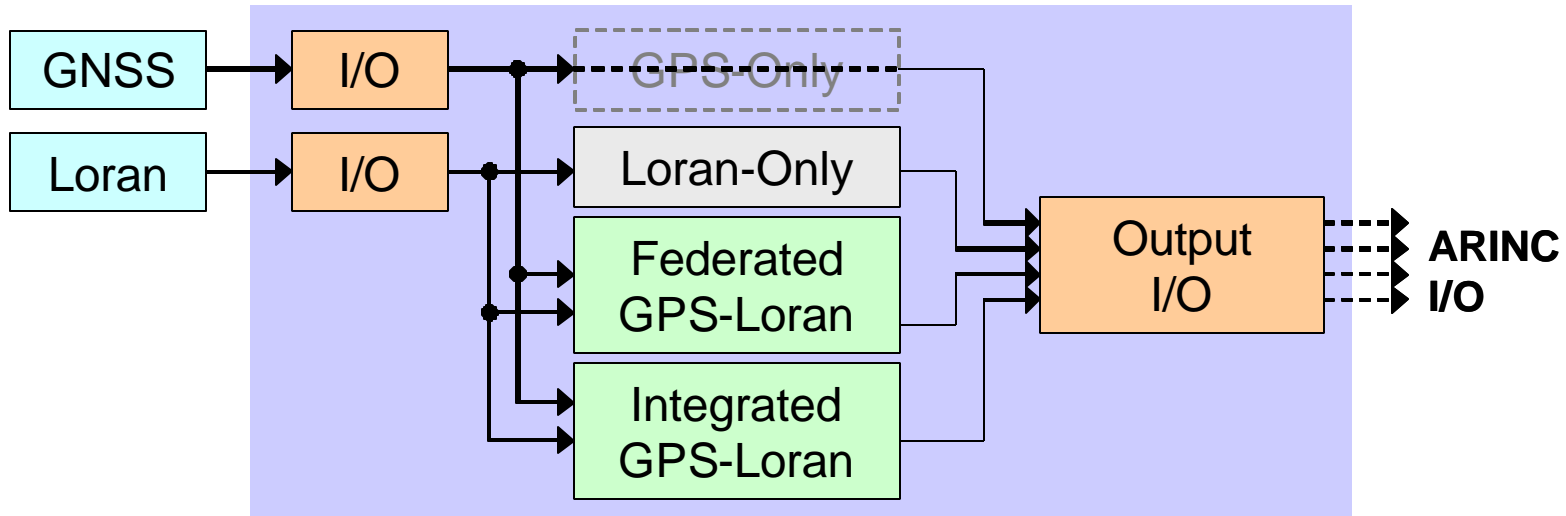 GNSS
I/O
GPS-Only
Loran
I/O
Loran-Only
Federated
GPS-Loran
Integrated
GPS-Loran
Output
I/O
ARINC
I/O